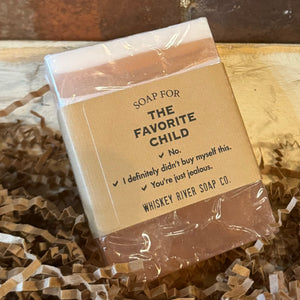 SOAP FOR
THE
FAVORITE
CHILD
✓ No.
✓ I definitely didn't buy myself this.
✓ You're just jealous.
WHISKEY RIVER SOAP CO.